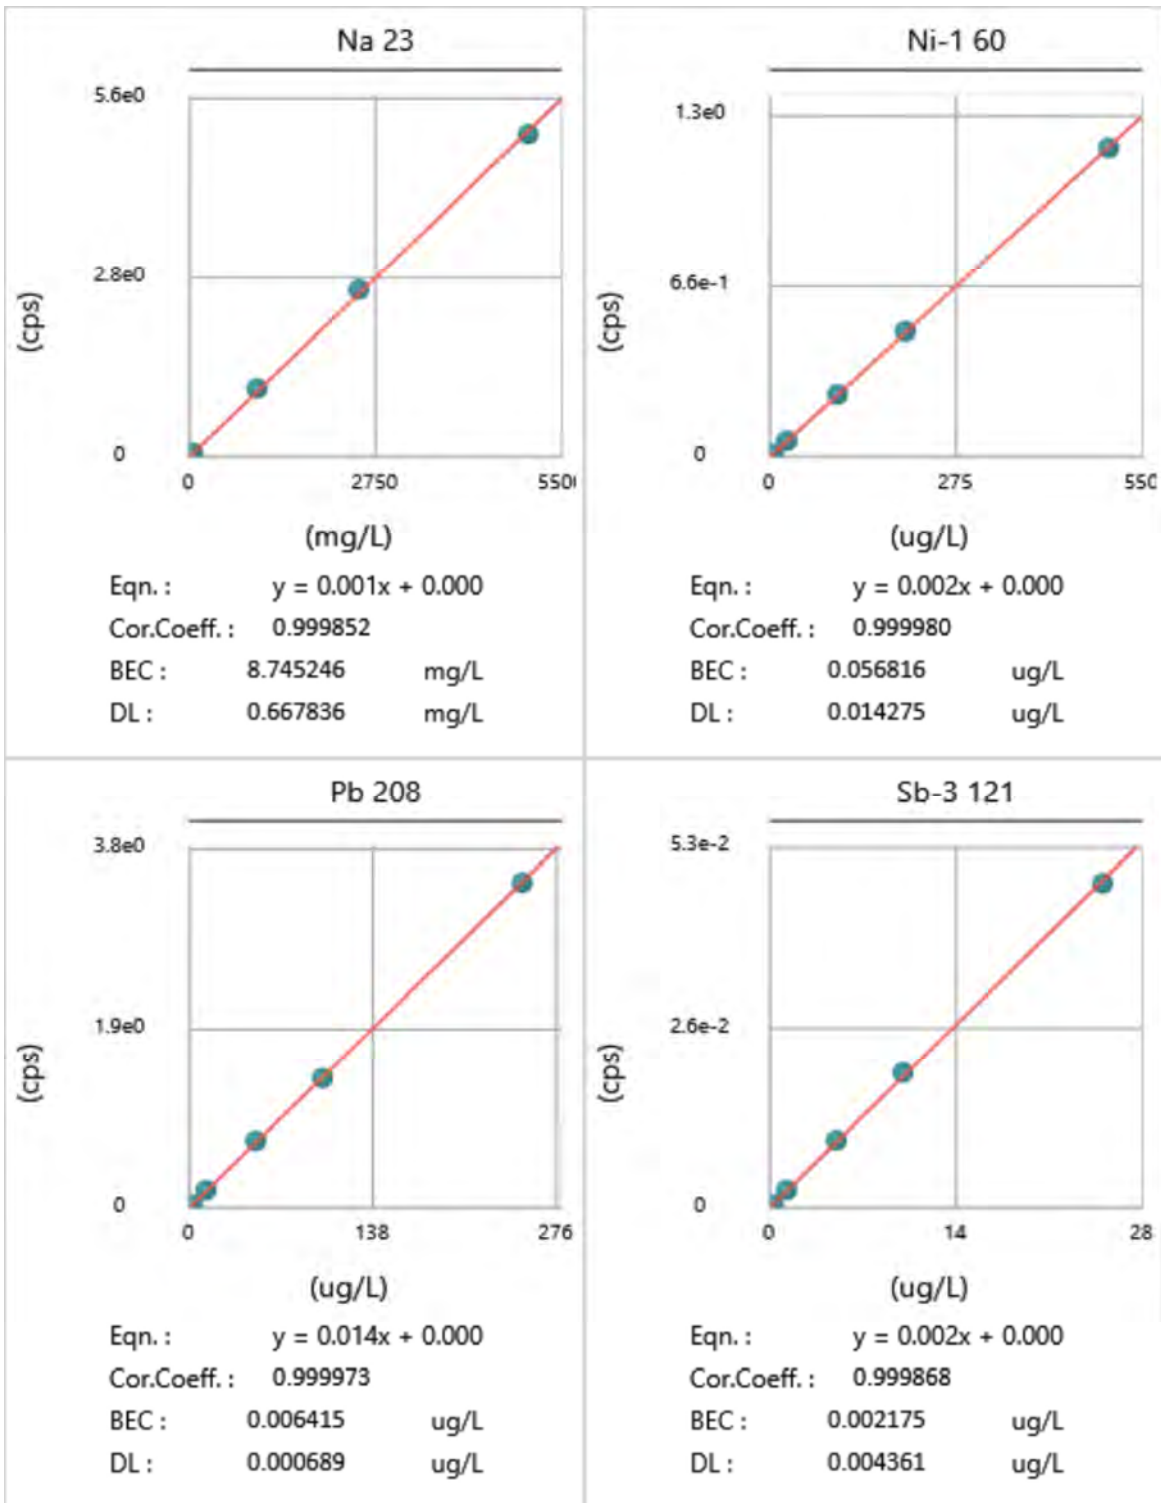 Na 23
5.6e0
2.8e0
0
(cps)
0 2750 550
(mg/L)
Eqn. : y = 0.001x + 0.000
Cor.Coeff. : 0.999852
BEC : 8.745246 mg/L
DL : 0.667836 mg/L
Ni-1 60
1.3e0
6.6e-1
0
(cps)
0 275 550
(ug/L)
Eqn. : y = 0.002x + 0.000
Cor.Coeff. : 0.999980
BEC : 0.056816 ug/L
DL : 0.014275 ug/L
Pb 208
3.8e0
1.9e0
0
(cps)
0 138 276
(ug/L)
Eqn. : y = 0.014x + 0.000
Cor.Coeff. : 0.999973
BEC : 0.006415 ug/L
DL : 0.000689 ug/L
Sb-3 121
5.3e-2
2.6e-2
0
(cps)
0 14 28
(ug/L)
Eqn. : y = 0.002x + 0.000
Cor.Coeff. : 0.999868
BEC : 0.002175 ug/L
DL : 0.004361 ug/L